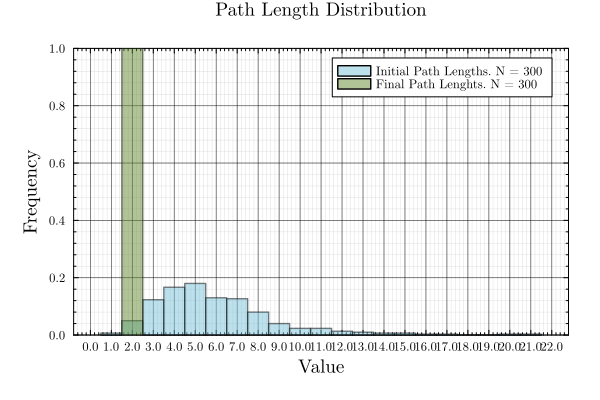 Path Length Distribution
1.0
0.8
0.6
0.4
0.2
0.0
Frequency
Initial Path Lengths. N = 300
Final Path Lenghts. N = 300
0.0 1.0 2.0 3.0 4.0 5.0 6.0 7.0 8.0 9.0 10.0 11.0 12.0 13.0 14.0 15.0 16.0 17.0 18.0 19.0 20.0 21.0 22.0
Value